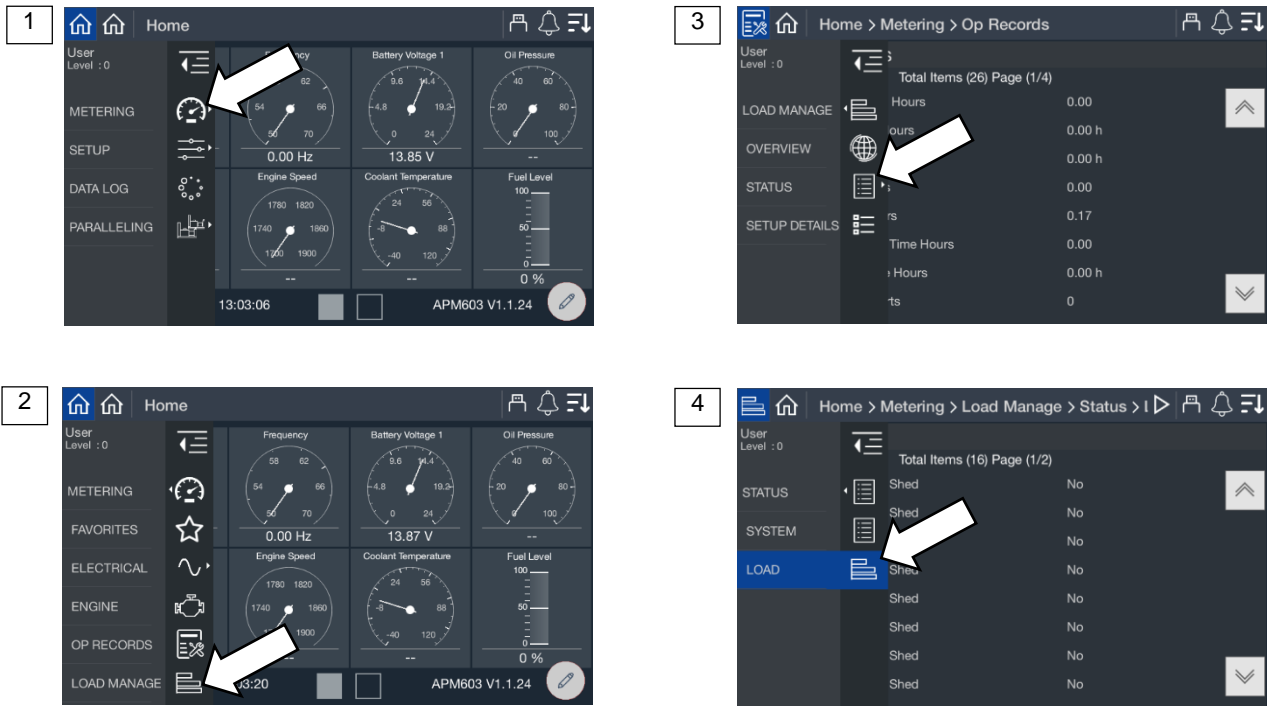 1
Home
User
Level : 0
METERING
SETUP
DATA LOG
PARALLELING
Battery Voltage 1
Oil Pressure
62
54
66
58
70
0.00 Hz
9.6
14.4
-4.8
19.2
0
24
13.85 V
40
60
20
80
0
100
--
Engine Speed
Coolant Temperature
Fuel Level
1780 1820
1740
1860
1700 1900
--
24
56
-8
88
-40
120
--
100
50
0
0 %
13:03:06
APM603 V1.1.24
2
Home
User
Level : 0
METERING
FAVORITES
ELECTRICAL
ENGINE
OP RECORDS
LOAD MANAGE
Frequency
Battery Voltage 1
Oil Pressure
58
62
54
66
70
0.00 Hz
9.6
14.4
-4.8
19.2
0
24
13.87 V
40
60
20
80
0
100
--
Engine Speed
Coolant Temperature
Fuel Level
1780 1820
1740
1860
1900
--
24
56
-8
88
-40
120
--
100
50
0
0 %
03:20
APM603 V1.1.24
3
Home > Metering > Op Records
User
Level : 0
Total Items (26) Page (1/4)
LOAD MANAGE
OVERVIEW
STATUS
SETUP DETAILS
Hours 0.00
ours 0.00 h
0.00 h
s 0.00
rs 0.17
Time Hours 0.00
Hours 0.00 h
rts 0
4
Home > Metering > Load Manage > Status >
User
Level : 0
Total Items (16) Page (1/2)
STATUS
SYSTEM
LOAD
Shed No
Shed No
No
Shed No
Shed No
Shed No
Shed No
Shed No